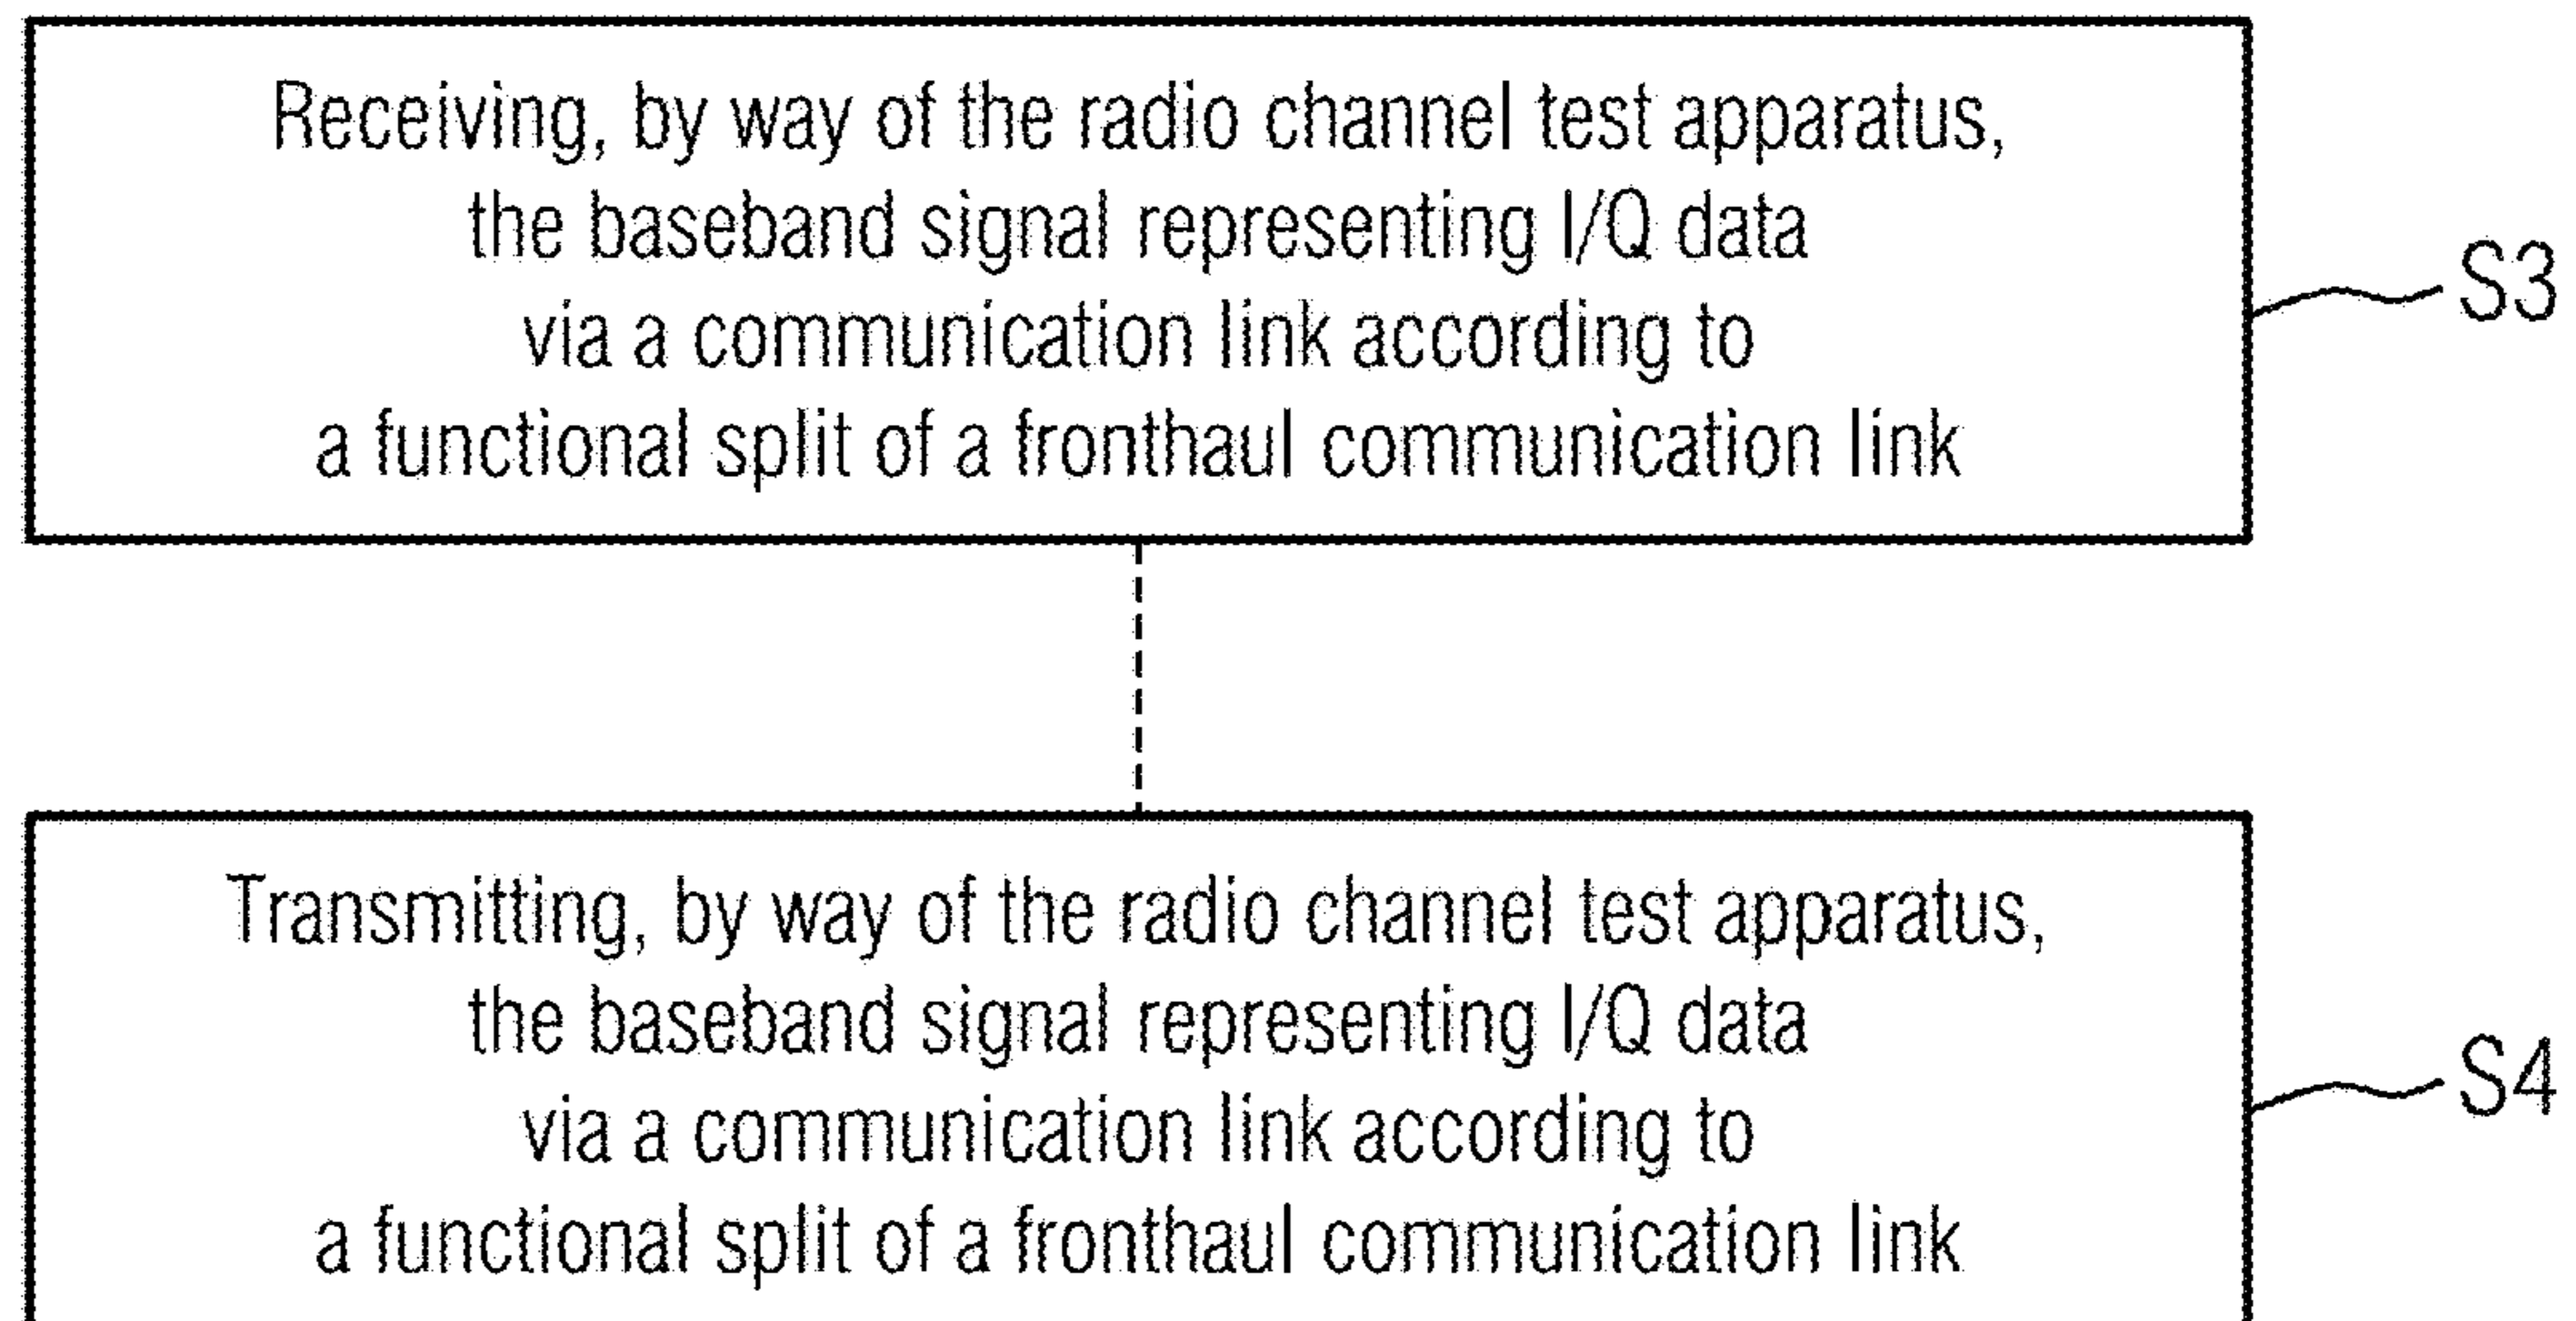 Receiving, by way of the radio channel test apparatus,
the baseband signal representing I/Q data
via a communication link according to
a functional split of a fronthaul communication link
S3
Transmitting, by way of the radio channel test apparatus,
the baseband signal representing I/Q data
via a communication link according to
a functional split of a fronthaul communication link
S4